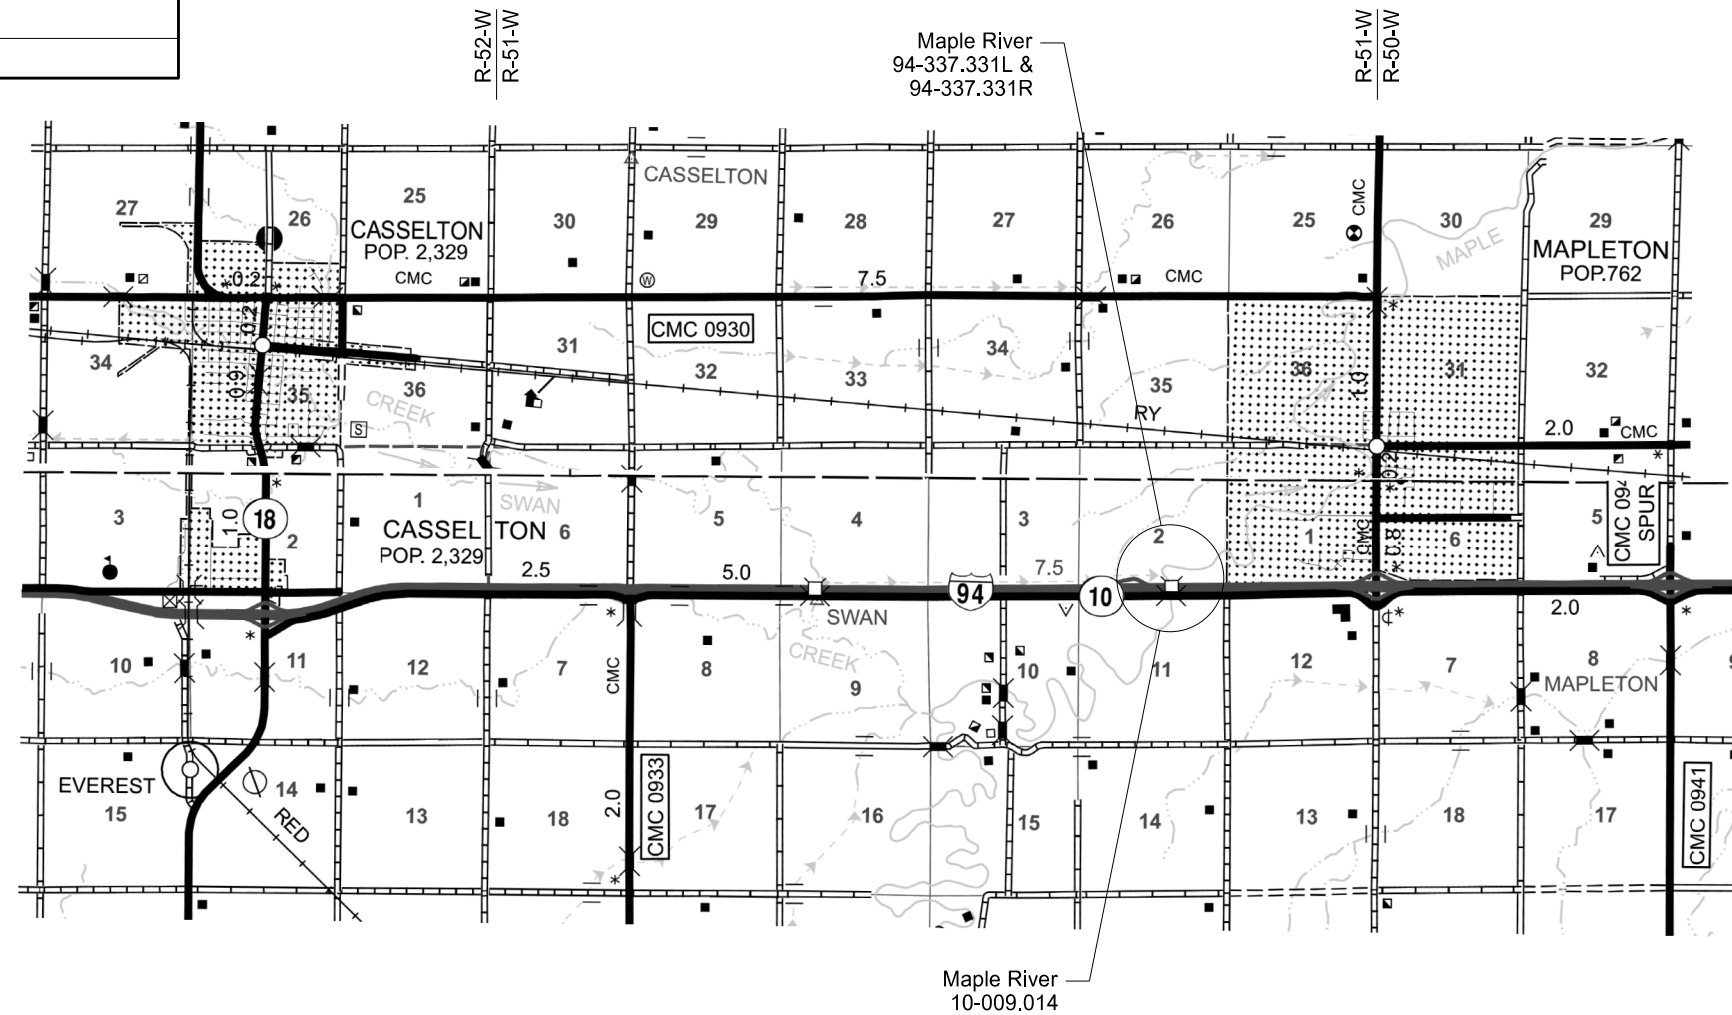 R-52-W
R-51-W
Maple River
94-337.331L &
94-337.331R
R-51-W
R-50-W
CASSELTON
27
26
25
30
29
28
27
26
25
30
29
CASSELTON
POP. 2,329
CMC
CMC
MAPLE
MAPLETON
POP.762
0.2
7.5
CMC
W
0.2
CMC 0930
34
35
36
31
32
33
34
35
36
31
32
0.9
CREEK
S
RY
1.0
2.0
CMC
0.2
SWAN
3
1.0
18
2
1
6
5
4
3
2
1
6
5
CASSELTON
POP. 2,329
CMC
0.8
CMC 094
SPUR
2.5
5.0
7.5
94
10
SWAN
2.0
CREEK
10
11
12
7
CMC
8
9
10
11
12
7
8
9
MAPLETON
EVEREST
15
14
RED
13
18
2.0
CMC 0933
17
16
15
14
13
18
17
CMC 0941
Maple River
10-009.014